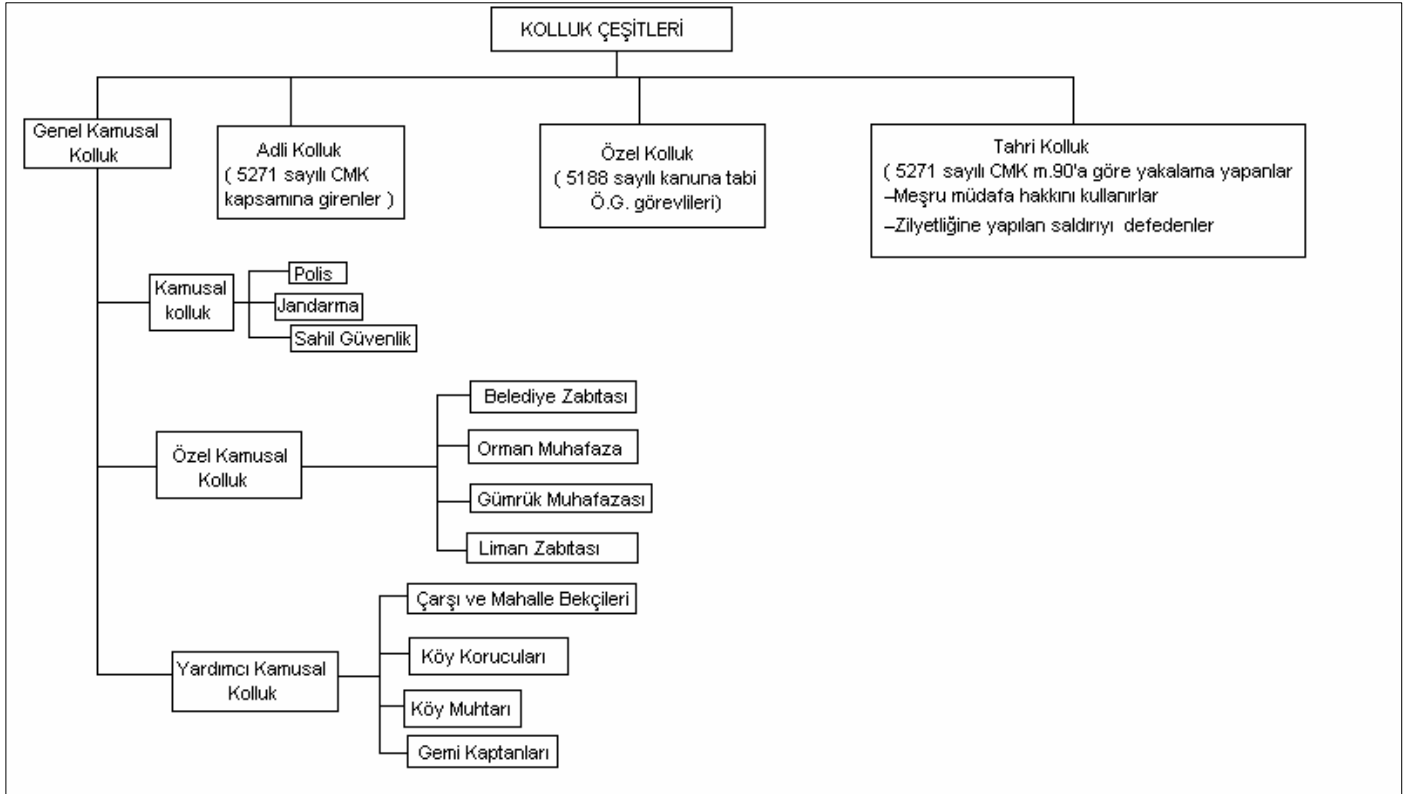 KOLLUK ÇEŞİTLERİ
Genel Kamusal
Kolluk
Adli Kolluk
( 5271 sayılı CMK
kapsamına girenler )
Özel Kolluk
( 5188 sayılı kanuna tabi
Ö.G. görevlileri)
Tahri Kolluk
( 5271 sayılı CMK m.90'a göre yakalama yapanlar
–Meşru müdafa hakkını kullanırlar
–Zilyetliğine yapılan saldırıyı defedenler
Kamusal
kolluk
Polis
Jandarma
Sahil Güvenlik
Özel Kamusal
Kolluk
Belediye Zabıtası
Orman Muhafaza
Gümrük Muhafazası
Liman Zabıtası
Yardımcı Kamusal
Kolluk
Çarşı ve Mahalle Bekçileri
Köy Korucuları
Köy Muhtarı
Gemi Kaptanları